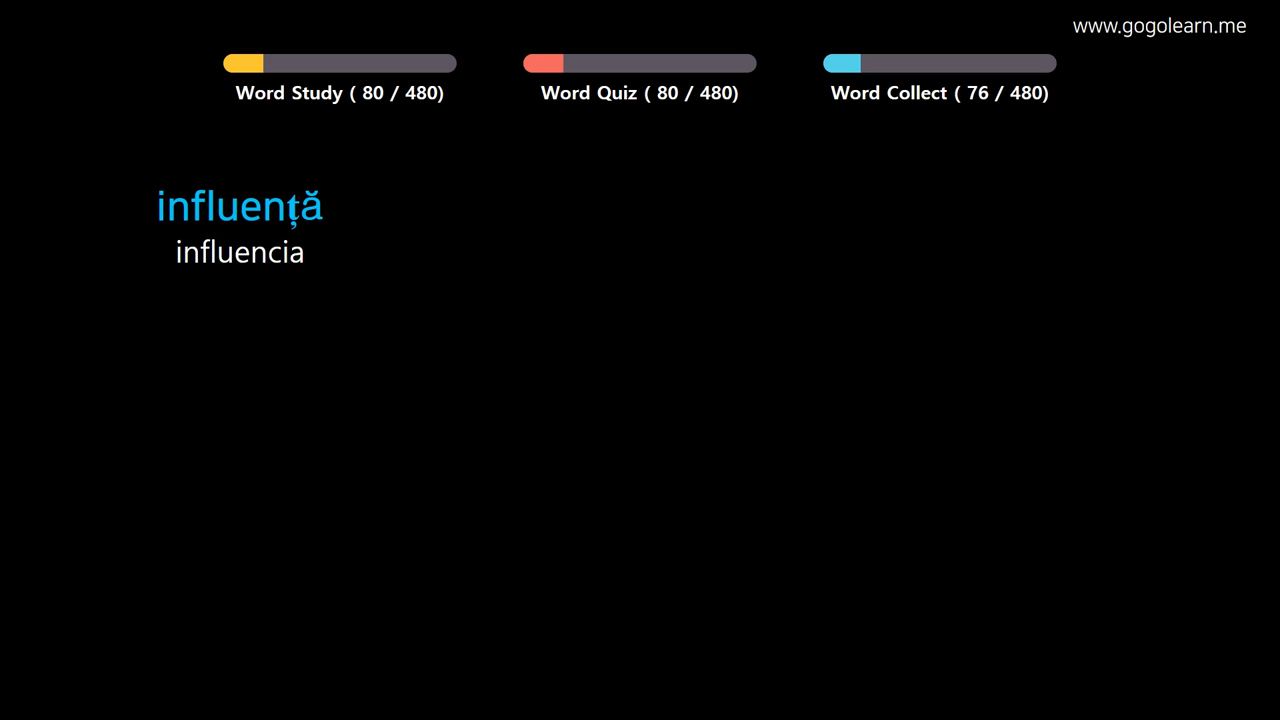 www.gogolearn.me
Word Study ( 80 / 480)
Word Quiz ( 80 / 480)
Word Collect ( 76 / 480)
influență
influencia